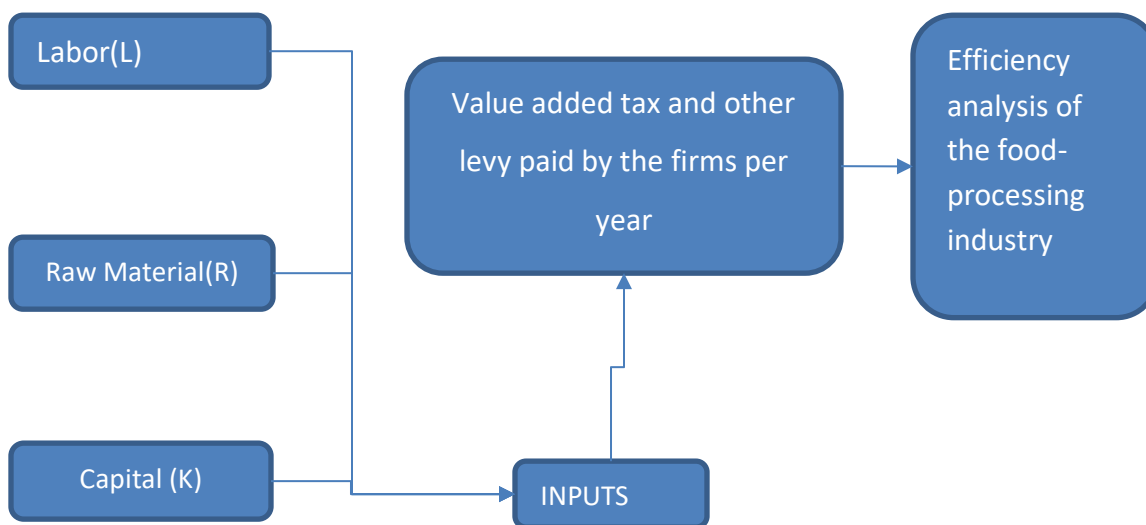 Labor(L)
Raw Material(R)
Capital (K)
INPUTS
Value added tax and other
levy paid by the firms per
year
Efficiency
analysis of
the food-
processing
industry